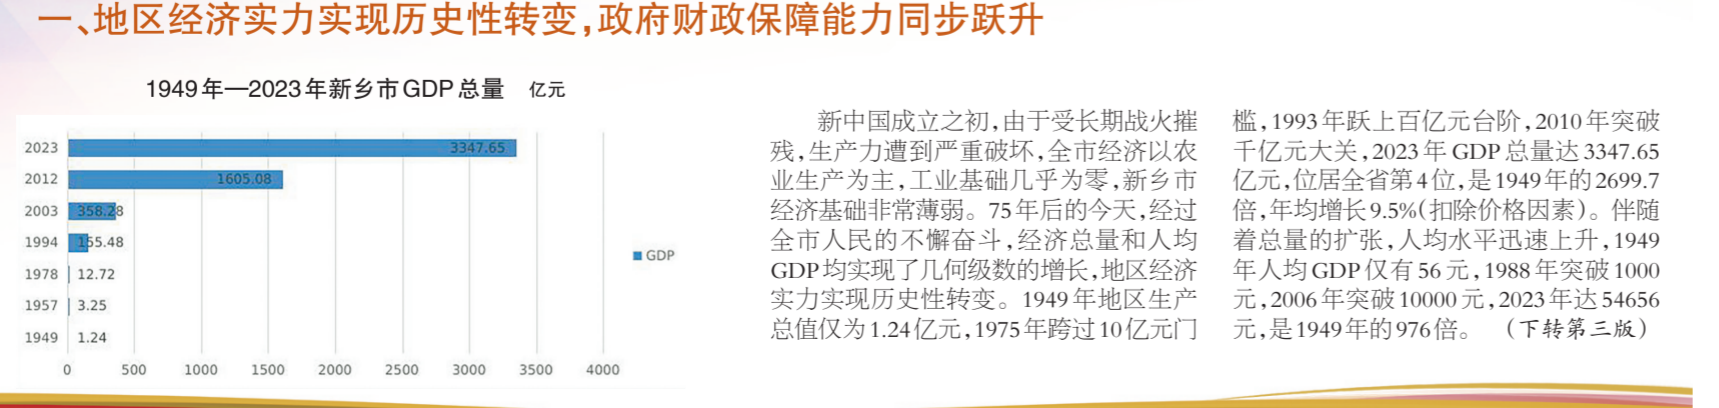 一、地区经济实力实现历史性转变,政府财政保障能力同步跃升
1949年—2023年新乡市GDP总量 亿元
2023 3347.65
2012 1605.08
2003 358.28
1994 155.48
1978 12.72
1957 3.25
1949 1.24
0 500 1000 1500 2000 2500 3000 3500 4000
GDP
新中国成立之初,由于受长期战火摧
残,生产力遭到严重破坏,全市经济以农
业生产为主,工业基础几乎为零,新乡市
经济基础非常薄弱。75年后的今天,经过
全市人民的不懈奋斗,经济总量和人均
GDP均实现了几何级数的增长,地区经济
实力实现历史性转变。1949年地区生产
总值仅为1.24亿元,1975年跨过10亿元门
槛,1993年跃上百亿元台阶,2010年突破
千亿元大关,2023年GDP总量达3347.65
亿元,位居全省第4位,是1949年的2699.7
倍,年均增长9.5%(扣除价格因素)。伴随
着总量的扩张,人均水平迅速上升,1949
年人均GDP仅有56元,1988年突破1000
元,2006年突破10000元,2023年达54656
元,是1949年的976倍。 (下转第三版)